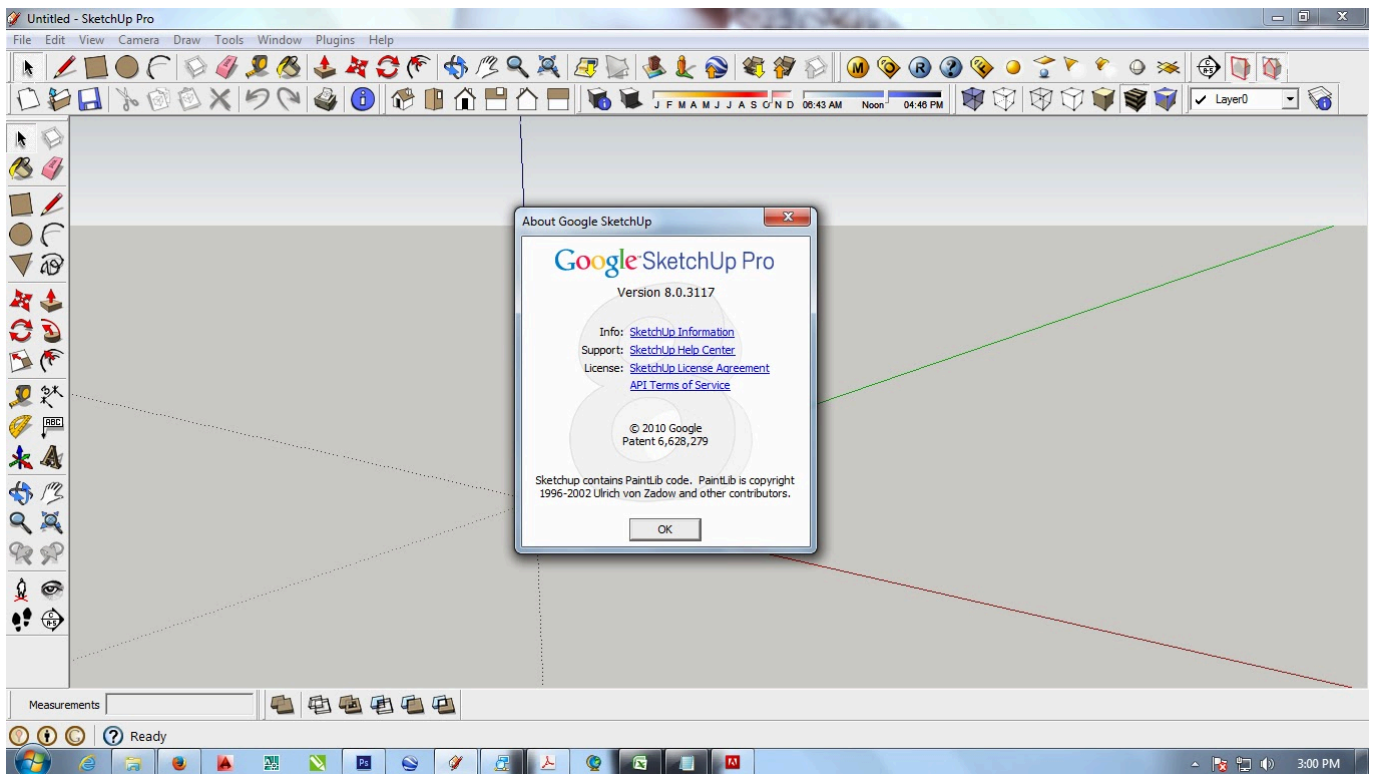 Untitled - SketchUp Pro
File Edit View Camera Draw Tools Window Plugins Help
J F M A M J J A S O N D 06:43 AM Noon 04:46 PM
Layer0
About Google SketchUp
Google SketchUp Pro
Version 8.0.3117
Info: SketchUp Information
Support: SketchUp Help Center
License: SketchUp License Agreement
API Terms of Service
© 2010 Google
Patent 6,628,279
Sketchup contains PaintLib code. PaintLib is copyright
1996-2002 Ulrich von Zadow and other contributors.
OK
ABC
Measurements
Ready
Ps
3:00 PM